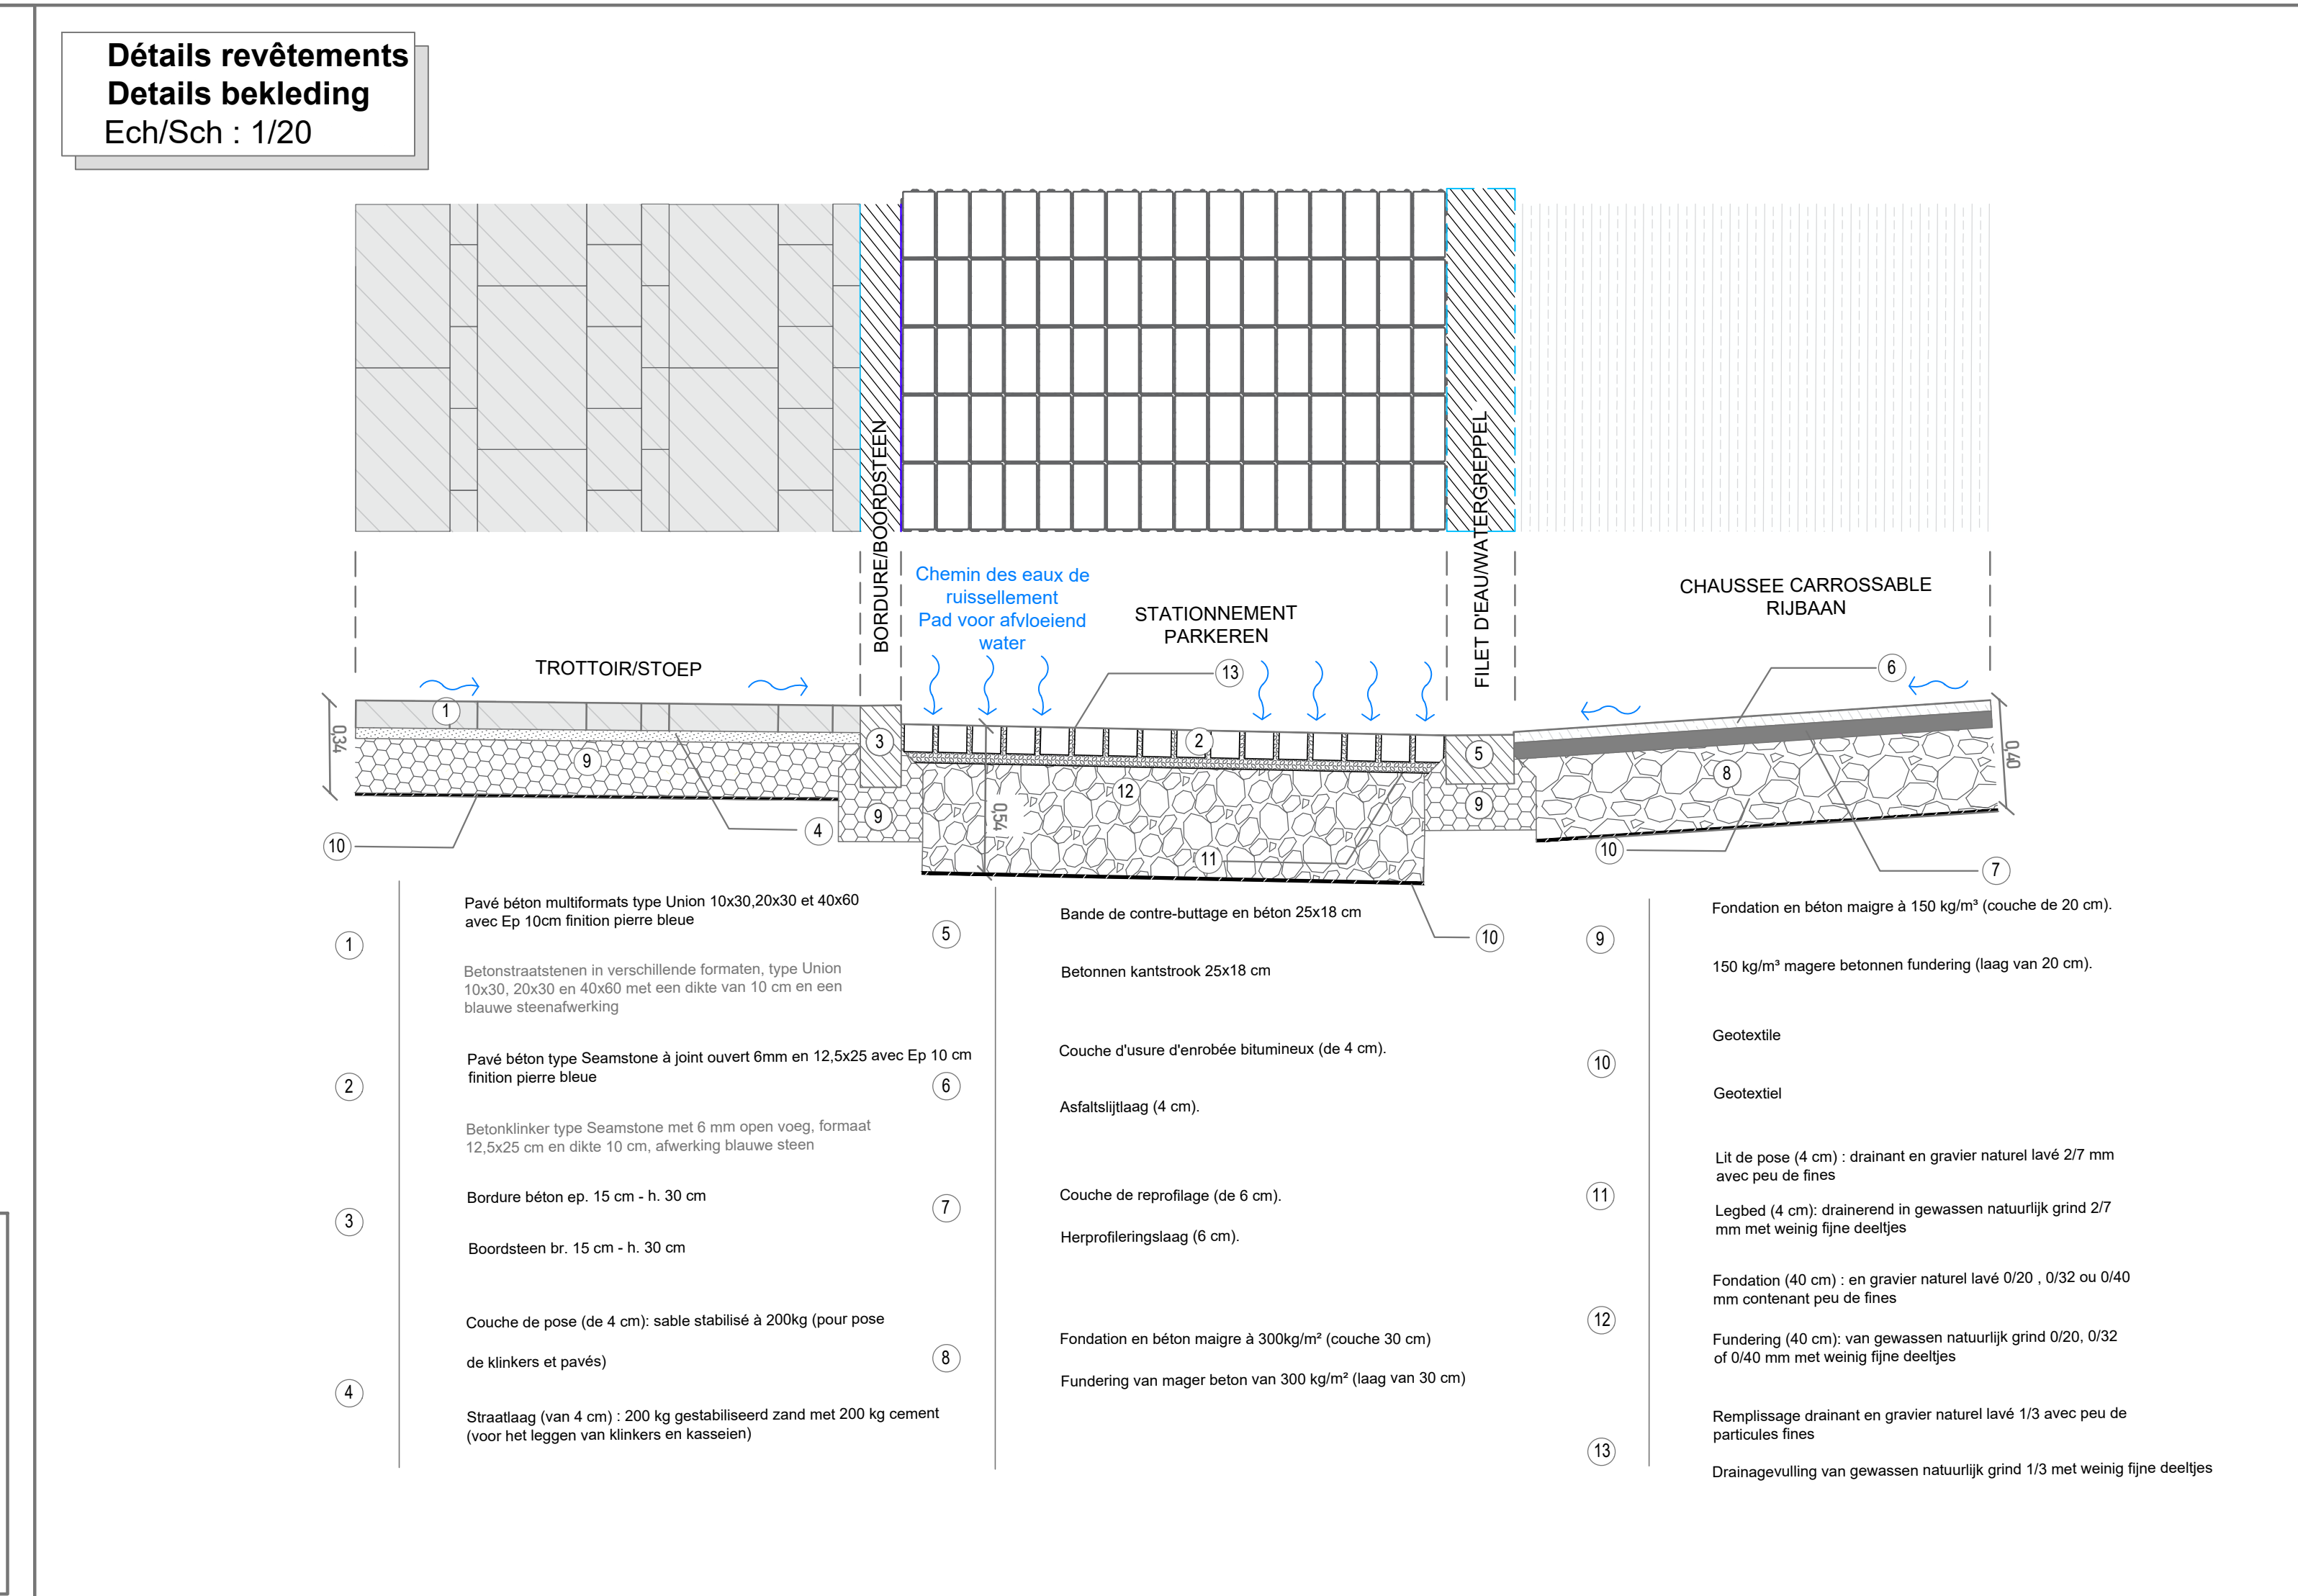 Détails revêtements
Details bekleding
Ech/Sch : 1/20
BORDURE/BOORDSTEEN
FILET D'EAU/WATERGREPPEL
Chemin des eaux de
ruissellement
Pad voor afvloeiend
water
STATIONNEMENT
PARKEREN
CHAUSSEE CARROSSABLE
RIJBAAN
TROTTOIR/STOEP
13
6
1
3
2
5
0,34
9
12
8
0,40
9
0,54
9
4
10
11
10
7
10
1
Pavé béton multiformats type Union 10x30,20x30 et 40x60
avec Ep 10cm finition pierre bleue
Betonstraatstenen in verschillende formaten, type Union
10x30, 20x30 en 40x60 met een dikte van 10 cm en een
blauwe steenafwerking
2
Pavé béton type Seamstone à joint ouvert 6mm en 12,5x25 avec Ep 10 cm
finition pierre bleue
Betonklinker type Seamstone met 6 mm open voeg, formaat
12,5x25 cm en dikte 10 cm, afwerking blauwe steen
3
Bordure béton ep. 15 cm - h. 30 cm
Boordsteen br. 15 cm - h. 30 cm
4
Couche de pose (de 4 cm): sable stabilisé à 200kg (pour pose
de klinkers et pavés)
Straatlaag (van 4 cm) : 200 kg gestabiliseerd zand met 200 kg cement
(voor het leggen van klinkers en kasseien)
5
Bande de contre-buttage en béton 25x18 cm
Betonnen kantstrook 25x18 cm
6
Couche d'usure d'enrobée bitumineux (de 4 cm).
Asfaltslijtlaag (4 cm).
7
Couche de reprofilage (de 6 cm).
Herprofileringslaag (6 cm).
8
Fondation en béton maigre à 300kg/m² (couche 30 cm)
Fundering van mager beton van 300 kg/m² (laag van 30 cm)
9
Fondation en béton maigre à 150 kg/m³ (couche de 20 cm).
150 kg/m³ magere betonnen fundering (laag van 20 cm).
10
Geotextile
Geotextiel
11
Lit de pose (4 cm) : drainant en gravier naturel lavé 2/7 mm
avec peu de fines
Legbed (4 cm): drainerend in gewassen natuurlijk grind 2/7
mm met weinig fijne deeltjes
12
Fondation (40 cm) : en gravier naturel lavé 0/20 , 0/32 ou 0/40
mm contenant peu de fines
Fundering (40 cm): van gewassen natuurlijk grind 0/20, 0/32
of 0/40 mm met weinig fijne deeltjes
13
Remplissage drainant en gravier naturel lavé 1/3 avec peu de
particules fines
Drainagevulling van gewassen natuurlijk grind 1/3 met weinig fijne deeltjes